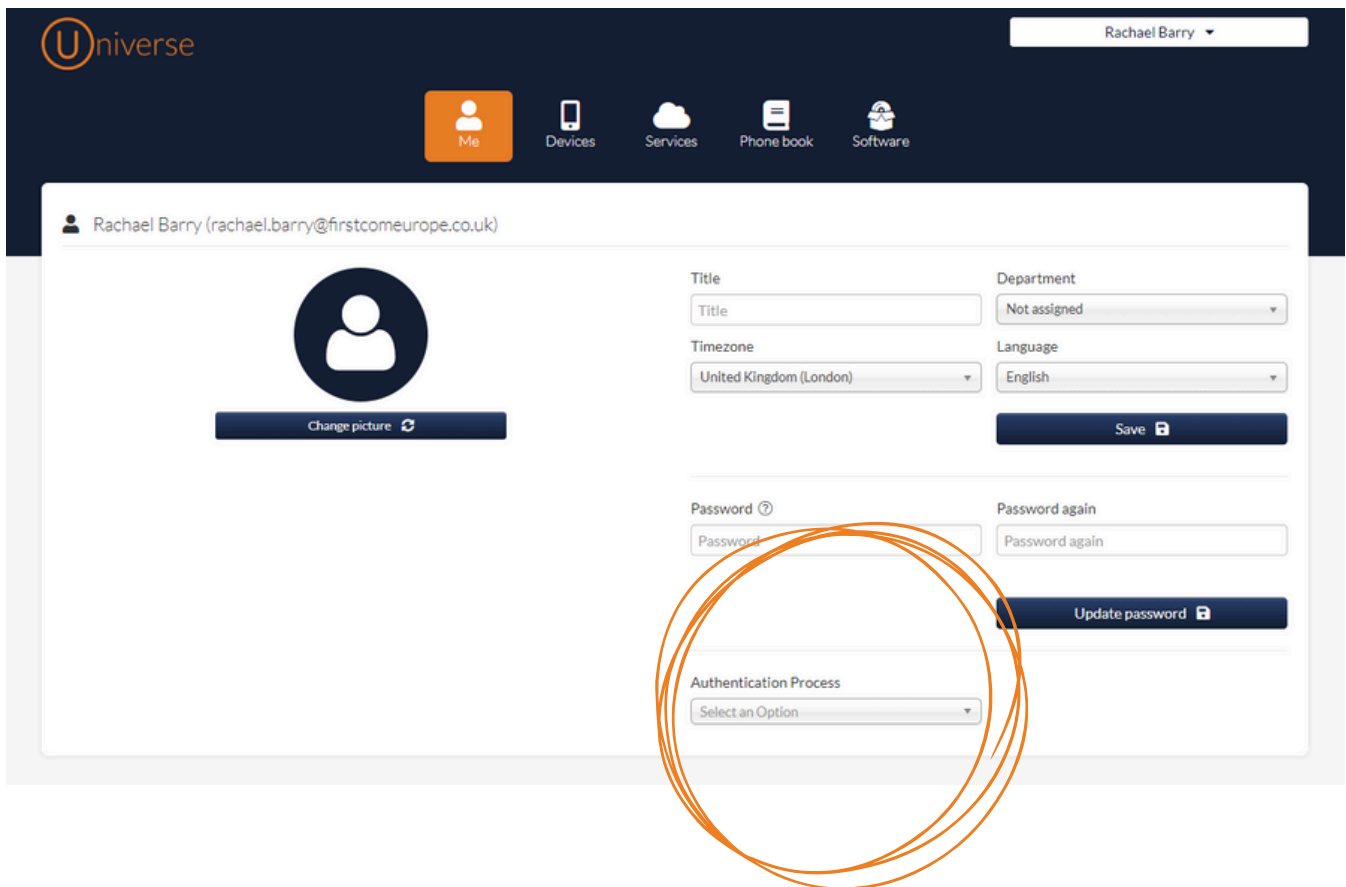 Universe
Rachael Barry
Me
Devices
Services
Phone book
Software
Rachael Barry (rachael.barry@firstcomeurope.co.uk)
Change picture
Title
Department
Title
Not assigned
Timezone
Language
United Kingdom (London)
English
Save
Password
Password again
Password
Password again
Update password
Authentication Process
Select an Option